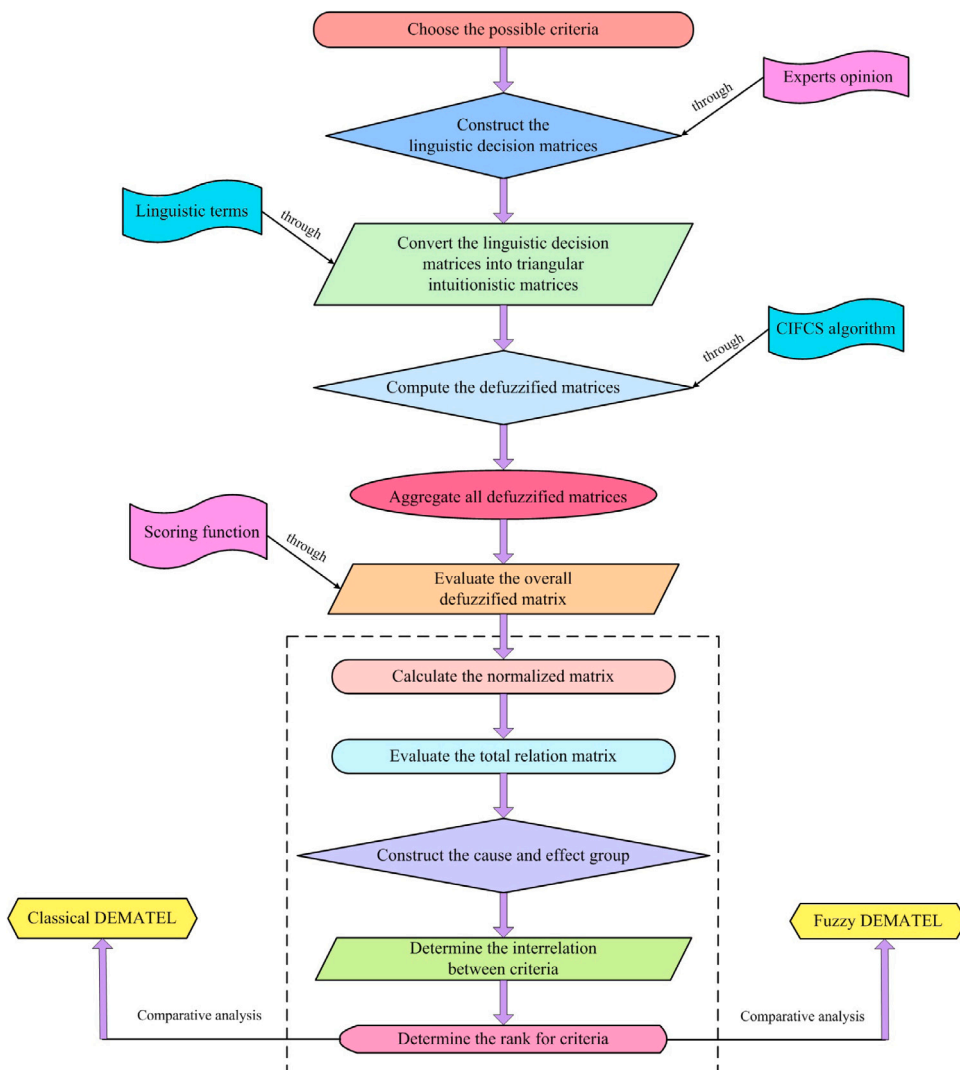 Choose the possible criteria
Experts opinion
through
Construct the
linguistic decision matrices
Linguistic terms
through
Convert the linguistic decision
matrices into triangular
intuitionistic matrices
CIFCS algorithm
through
Compute the defuzzified matrices
Aggregate all defuzzified matrices
Scoring function
through
Evaluate the overall
defuzzified matrix
Calculate the normalized matrix
Evaluate the total relation matrix
Construct the cause and effect group
Classical DEMATEL
Fuzzy DEMATEL
Determine the interrelation
between criteria
Comparative analysis
Comparative analysis
Determine the rank for criteria